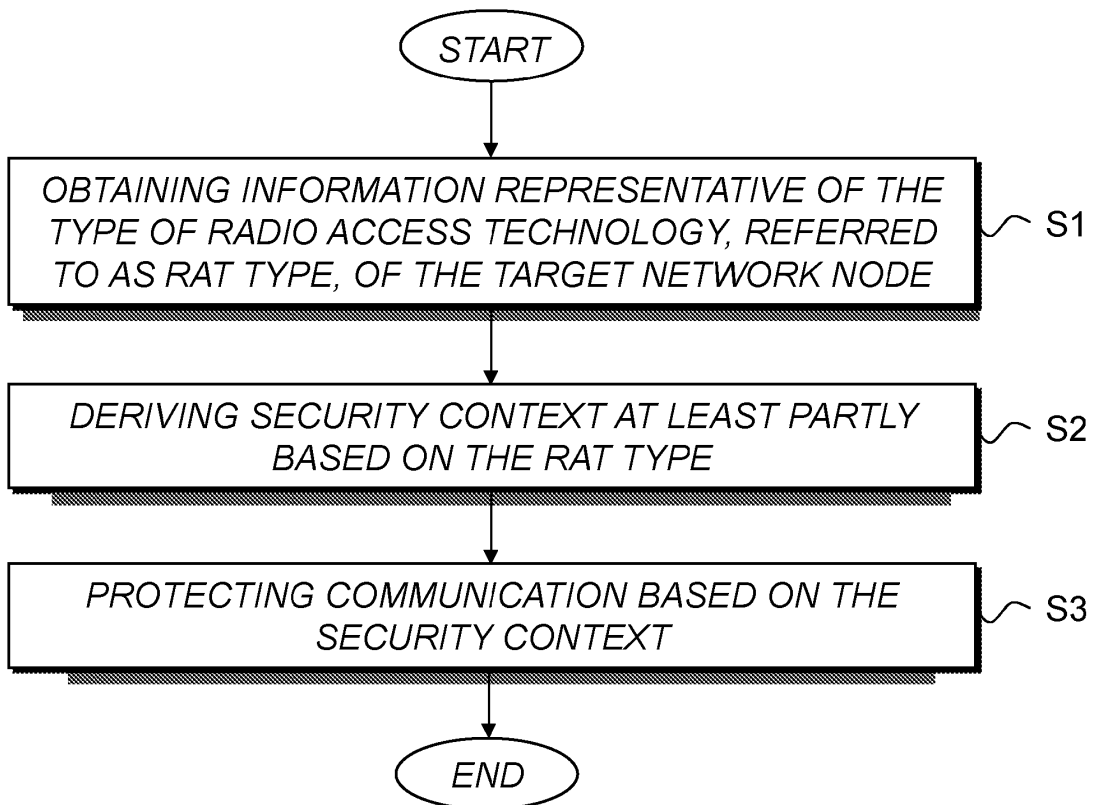 START
OBTAINING INFORMATION REPRESENTATIVE OF THE
TYPE OF RADIO ACCESS TECHNOLOGY, REFERRED
TO AS RAT TYPE, OF THE TARGET NETWORK NODE
S1
DERIVING SECURITY CONTEXT AT LEAST PARTLY
BASED ON THE RAT TYPE
S2
PROTECTING COMMUNICATION BASED ON THE
SECURITY CONTEXT
S3
END